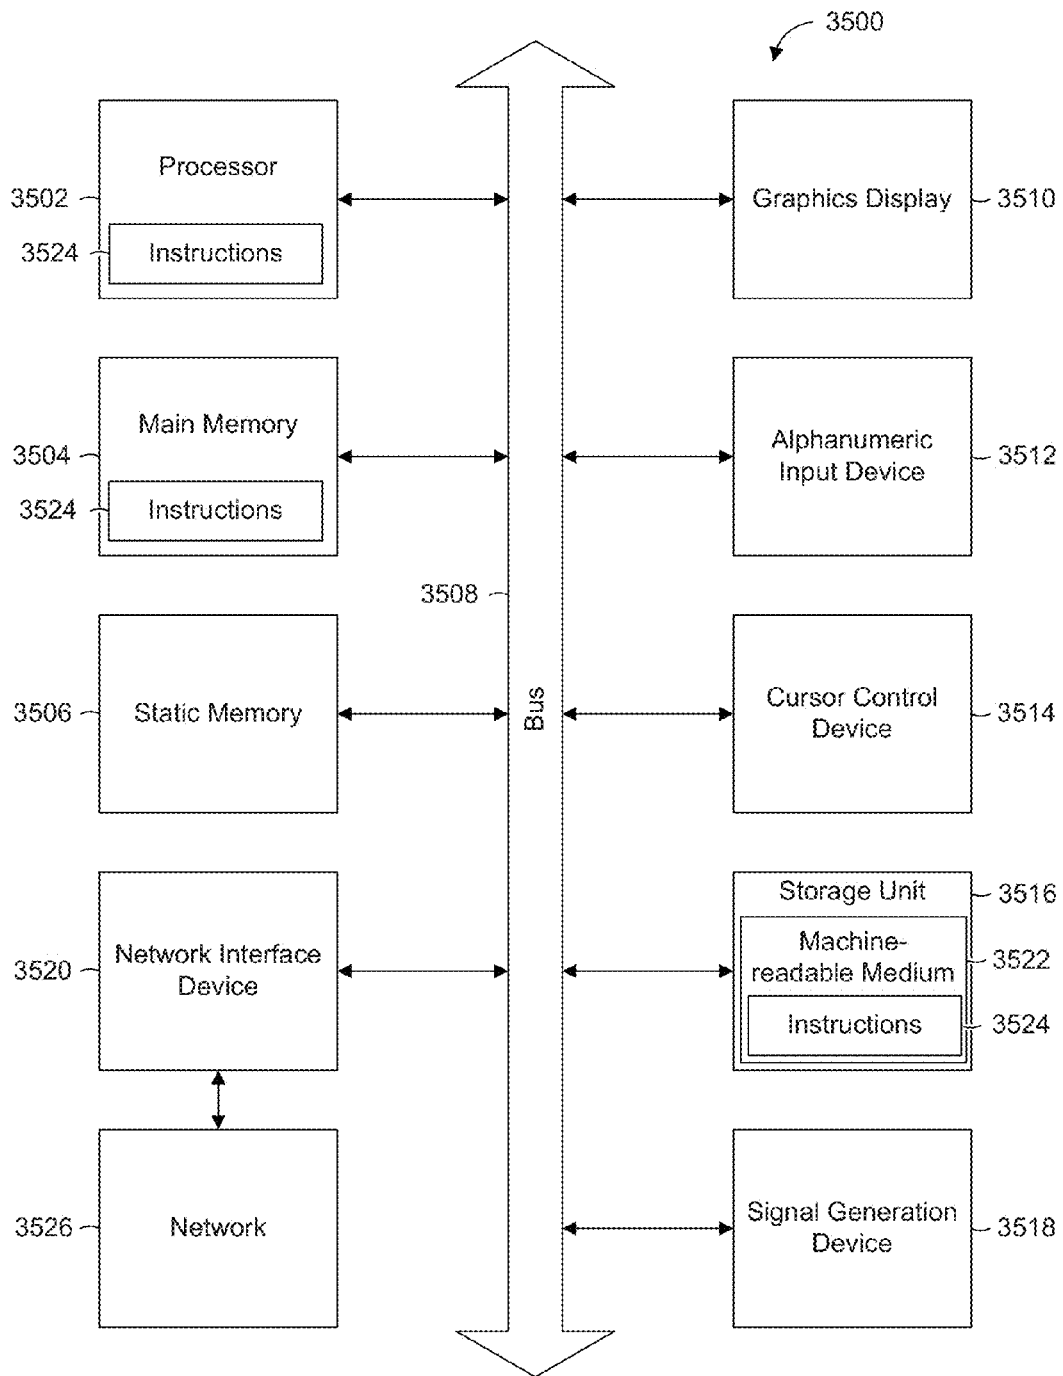 3500
Processor
3502
3524
Instructions
Graphics Display
3510
Main Memory
3504
3524
Instructions
Alphanumeric
Input Device
3512
3508
Bus
Static Memory
3506
Cursor Control
Device
3514
Network Interface
Device
3520
Storage Unit
3516
Machine-
readable Medium
3522
Instructions
3524
Network
3526
Signal Generation
Device
3518